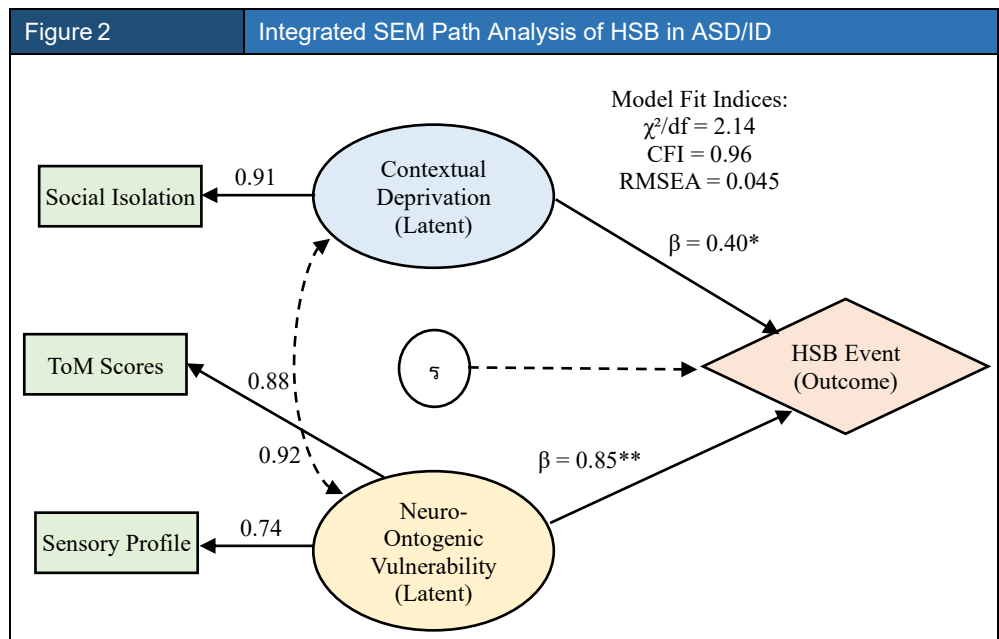 Figure 2
Integrated SEM Path Analysis of HSB in ASD/ID
Model Fit Indices:
χ²/df = 2.14
CFI = 0.96
RMSEA = 0.045
Contextual
Deprivation
(Latent)
Social Isolation
0.91
β = 0.40*
ToM Scores
0.88
รุ
HSB Event
(Outcome)
0.92
β = 0.85**
Sensory Profile
0.74
Neuro-
Ontogenic
Vulnerability
(Latent)